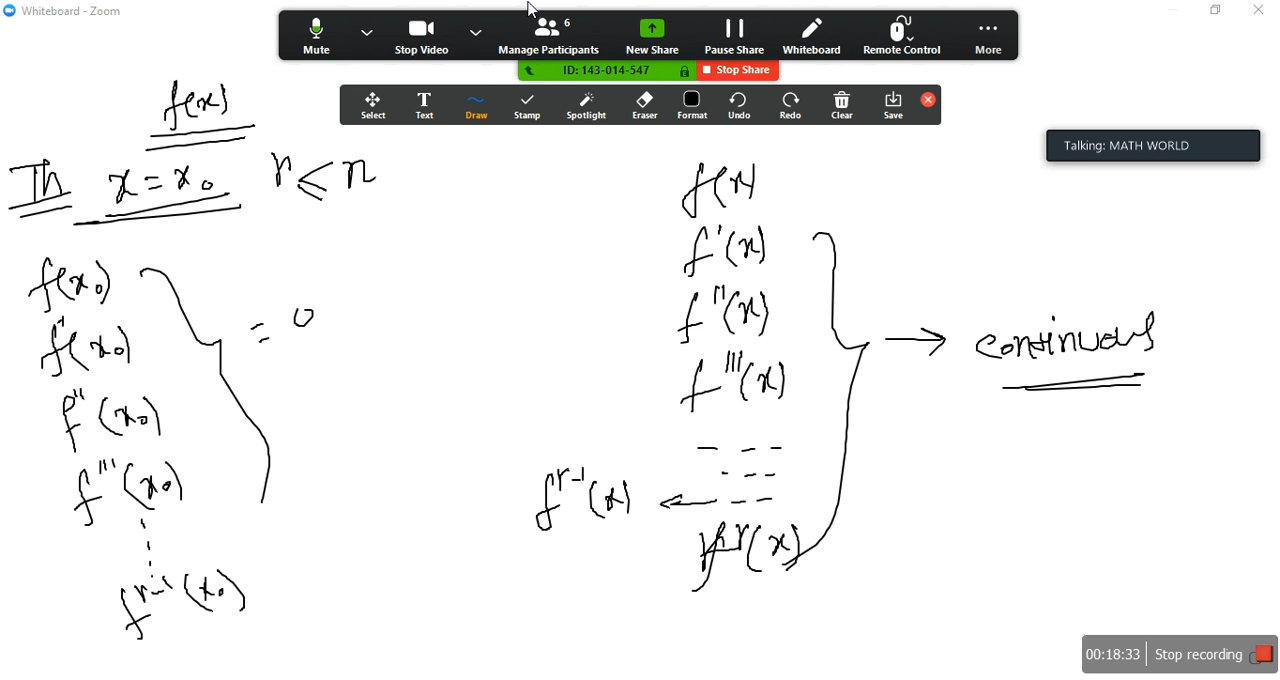 Whiteboard - Zoom
6
Mute
Stop Video
Manage Participants
New Share
Pause Share
Whiteboard
Remote Control
More
ID: 143-014-547
Stop Share
Select
Text
Draw
Stamp
Spotlight
Eraser
Format
Undo
Redo
Clear
Save
Talking: MATH WORLD
f(x)
Th x = x₀ r ≤ n
f(x₀)
f'(x₀)
f''(x₀)
f'''(x₀)
f^{r-1}(x₀)
= 0
f(x)
f'(x)
f''(x)
f'''(x)
f^{r-1}(x) ←
f^r(x)
→ continuous
00:18:33 Stop recording